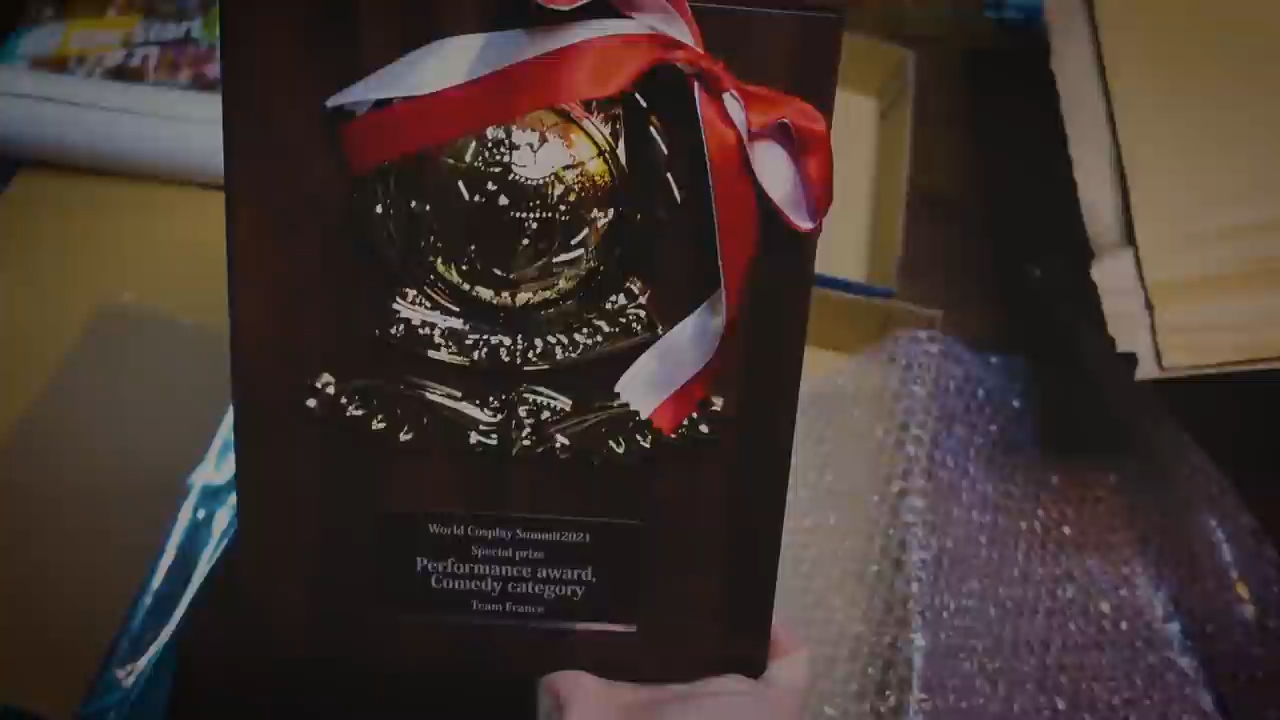 World Cosplay Summit2021
Special prize
Performance award,
Comedy category
Team France